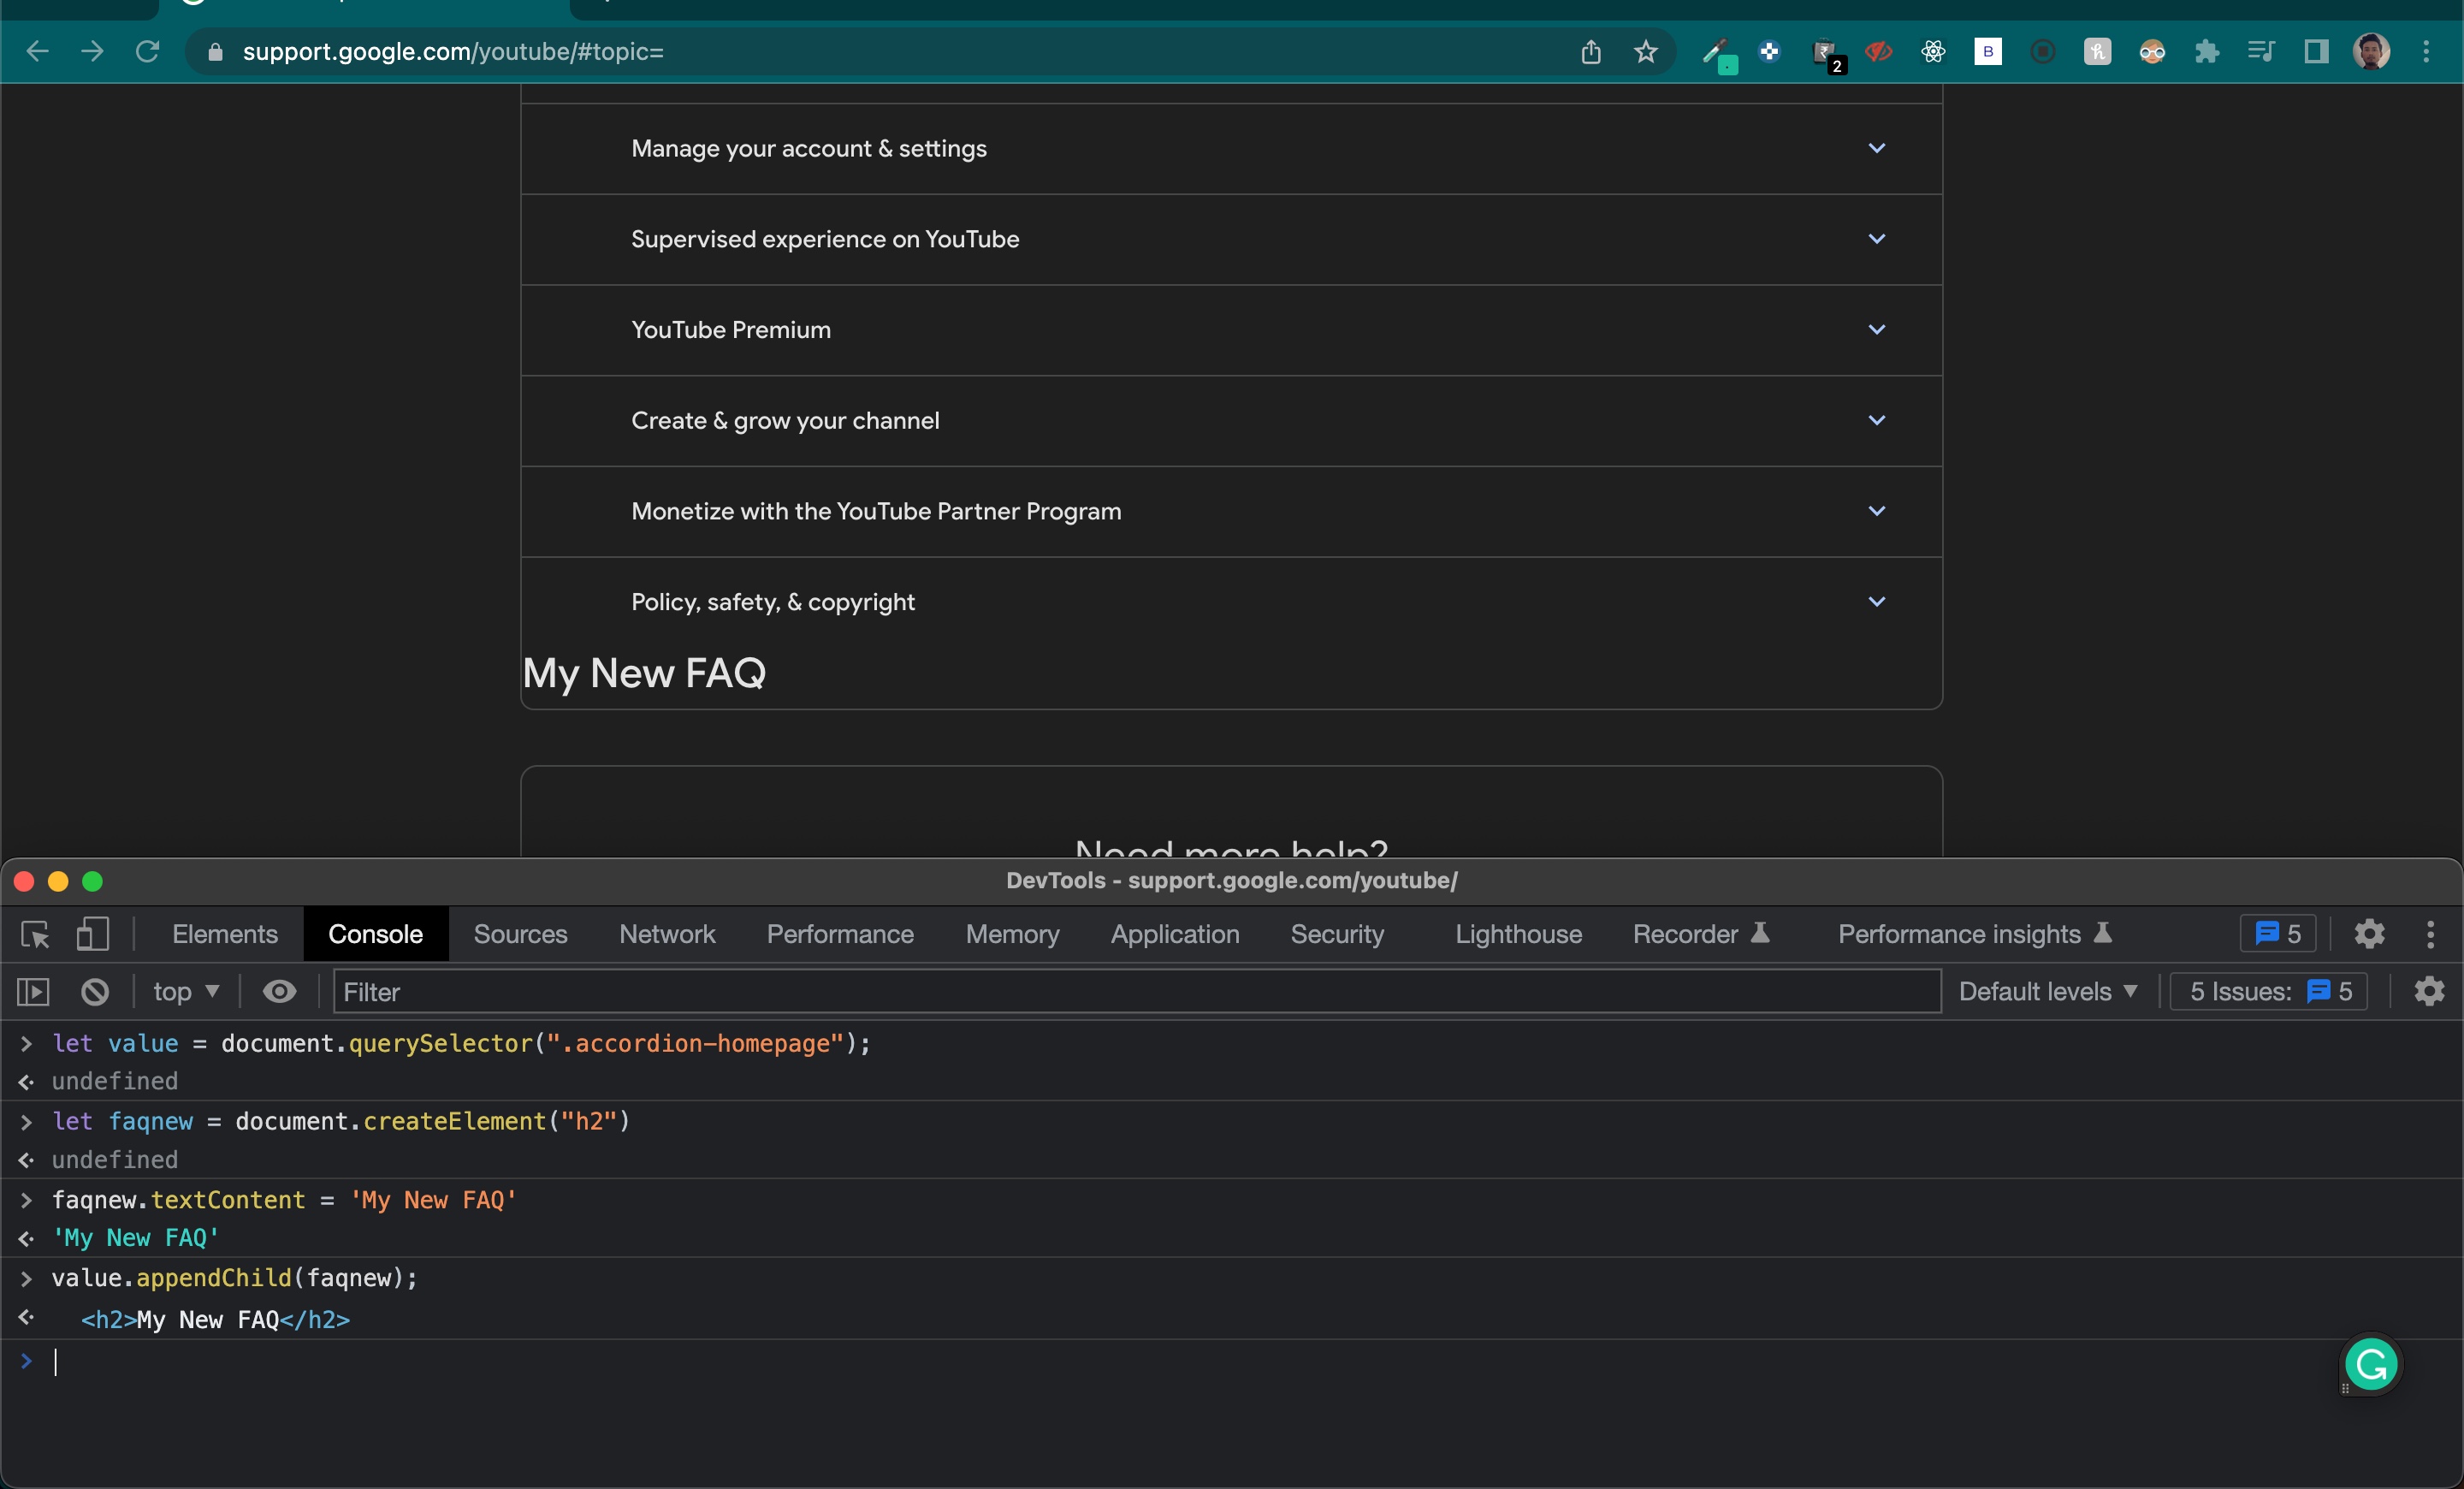 support.google.com/youtube/#topic=
B
2
Manage your account & settings
Supervised experience on YouTube
YouTube Premium
Create & grow your channel
Monetize with the YouTube Partner Program
Policy, safety, & copyright
My New FAQ
Need more help?
DevTools - support.google.com/youtube/
Elements Console Sources Network Performance Memory Application Security Lighthouse Recorder Performance insights 5
top ▼ Filter Default levels ▼ 5 Issues: 5
> let value = document.querySelector(".accordion-homepage");
undefined
> let faqnew = document.createElement("h2")
undefined
> faqnew.textContent = 'My New FAQ'
'My New FAQ'
> value.appendChild(faqnew);
<h2>My New FAQ</h2>
>